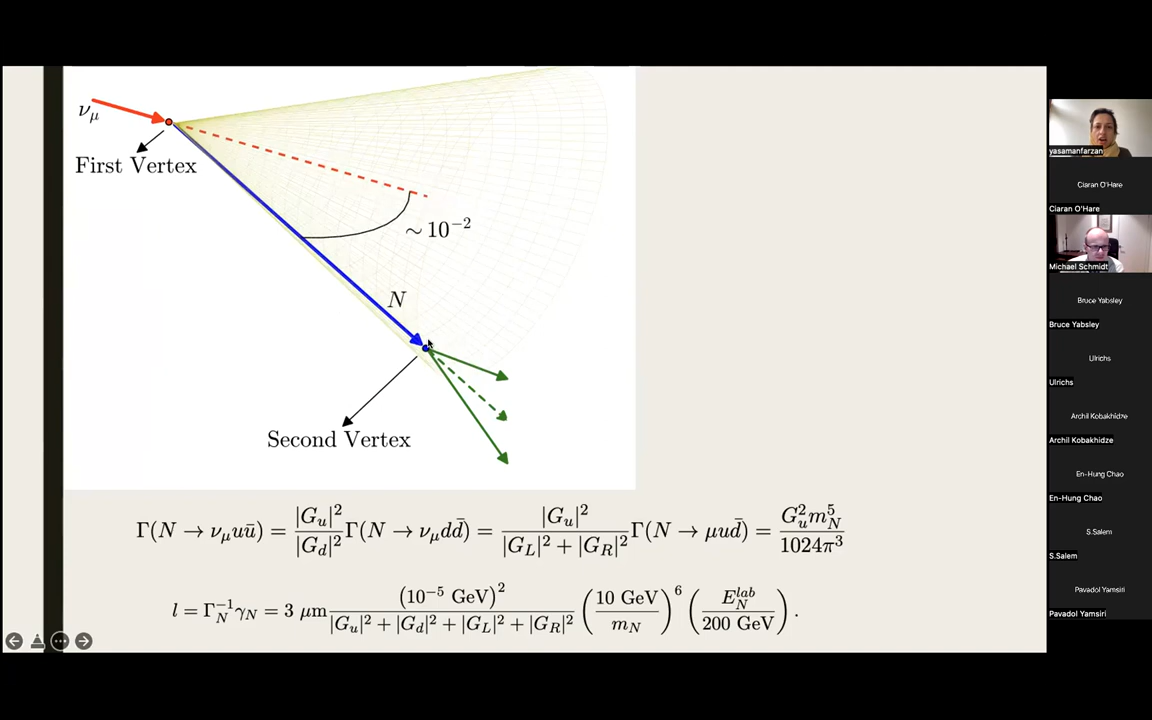 ν_μ
First Vertex
∼ 10^{-2}
N
Second Vertex
Γ(N → ν_μ u ū) = |G_u|^2 / |G_d|^2 Γ(N → ν_μ d d̄) = |G_u|^2 / (|G_L|^2 + |G_R|^2) Γ(N → μ u d̄) = G_u^2 m_N^5 / 1024π^3
l = Γ_N^{-1} γ_N = 3 μm (10^{-5} GeV)^2 / (|G_u|^2 + |G_d|^2 + |G_L|^2 + |G_R|^2) (10 GeV / m_N)^6 (E_N^{lab} / 200 GeV) .
yasamanfarzan
Ciaran O'Hare
Ciaran O'Hare
Michael Schmidt
Bruce Yabsley
Bruce Yabsley
Ulrichs
Ulrichs
Archil Kobakhidze
Archil Kobakhidze
En-Hung Chao
En-Hung Chao
S.Salem
S.Salem
Pavadol Yamsiri
Pavadol Yamsiri